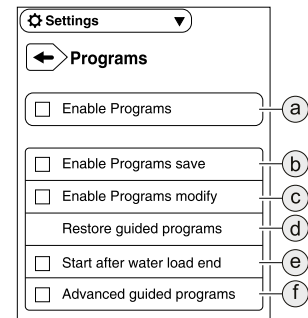 Settings
Programs
Enable Programs a
Enable Programs save b
Enable Programs modify c
Restore guided programs d
Start after water load end e
Advanced guided programs f